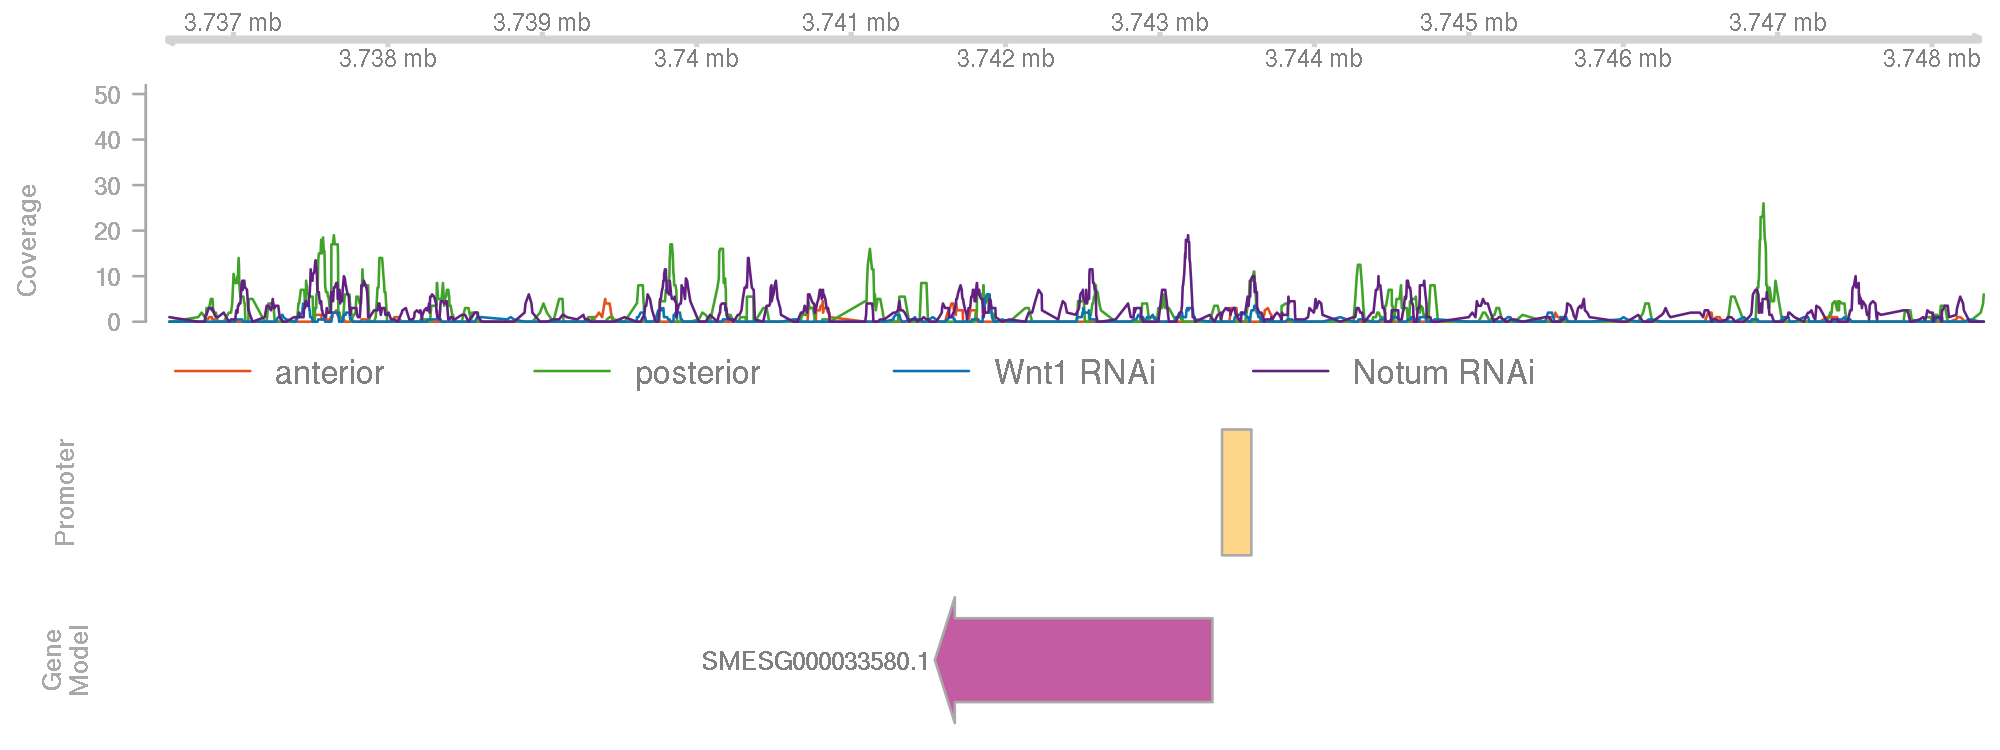 3.737 mb 3.739 mb 3.741 mb 3.743 mb 3.745 mb 3.747 mb
3.738 mb 3.74 mb 3.742 mb 3.744 mb 3.746 mb 3.748 mb
50
40
30
20
10
0
Coverage
anterior posterior Wnt1 RNAi Notum RNAi
Promoter
Gene
Model
SMESG000033580.1